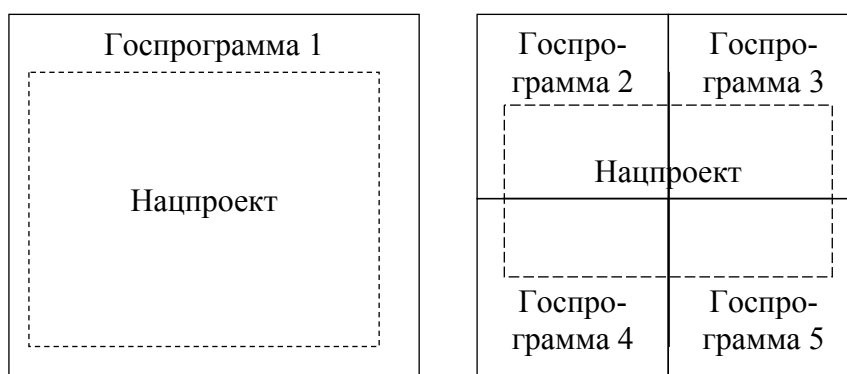 Госпрограмма 1
Нацпроект
Госпро-
грамма 2
Госпро-
грамма 3
Нацпроект
Госпро-
грамма 4
Госпро-
грамма 5